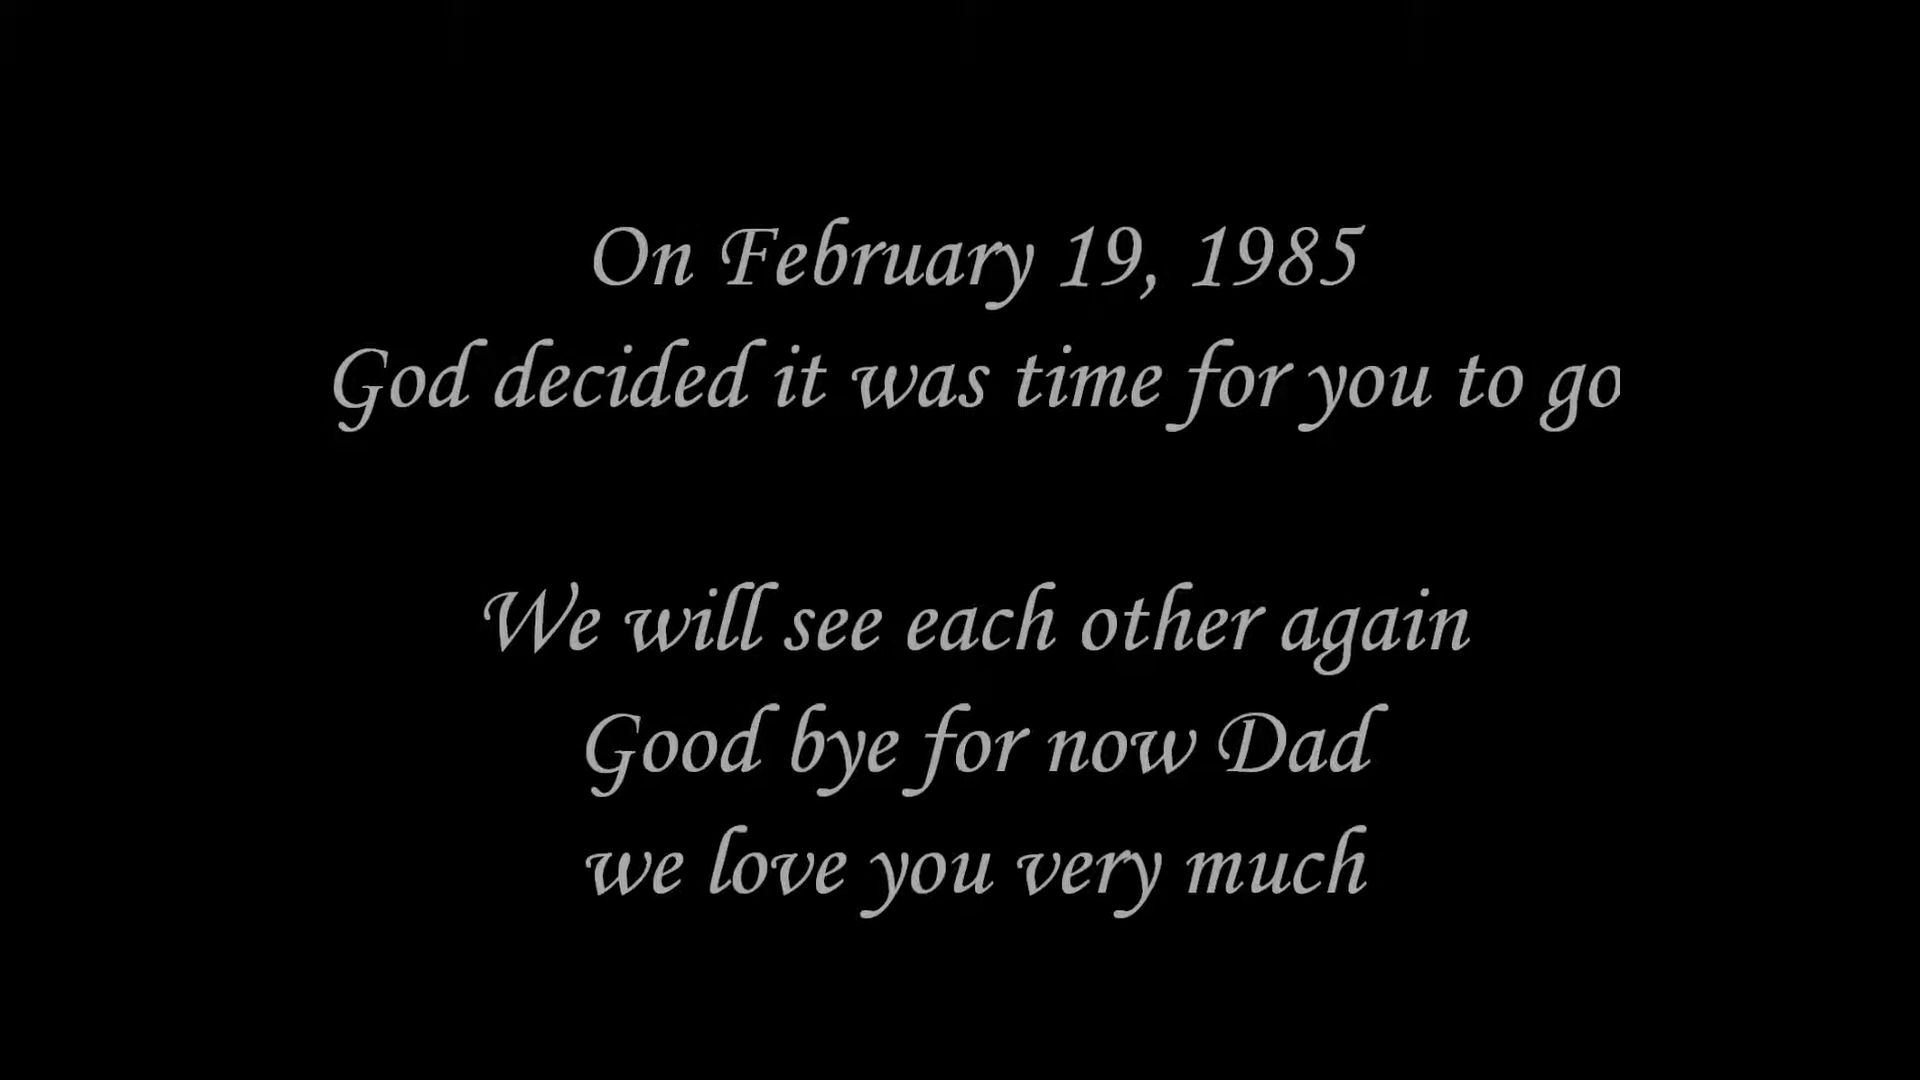 On February 19, 1985
God decided it was time for you to go
We will see each other again
Good bye for now Dad
we love you very much